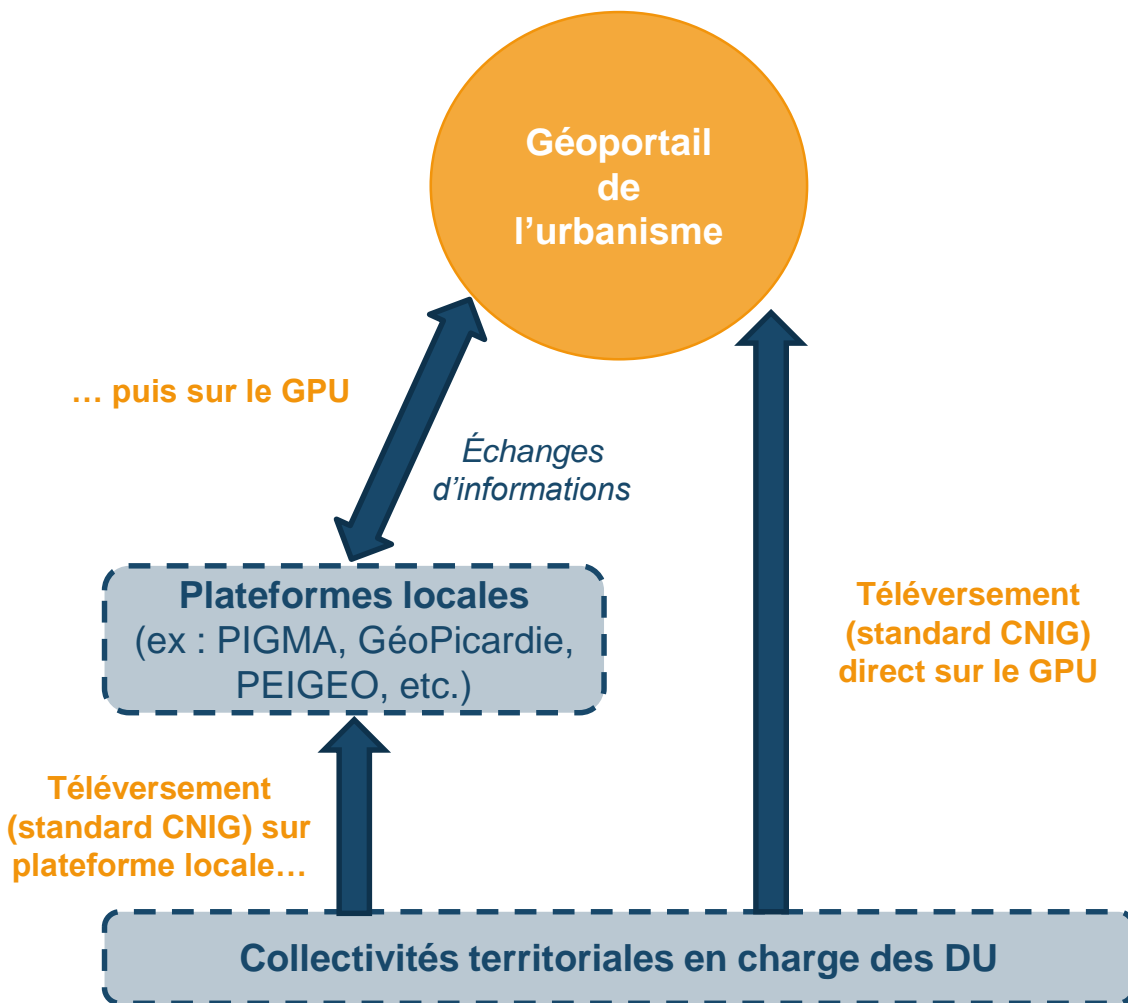 Géoportail
de
l’urbanisme
… puis sur le GPU
Échanges
d’informations
Plateformes locales
(ex : PIGMA, GéoPicardie,
PEIGEO, etc.)
Téléversement
(standard CNIG)
direct sur le GPU
Téléversement
(standard CNIG) sur
plateforme locale…
Collectivités territoriales en charge des DU